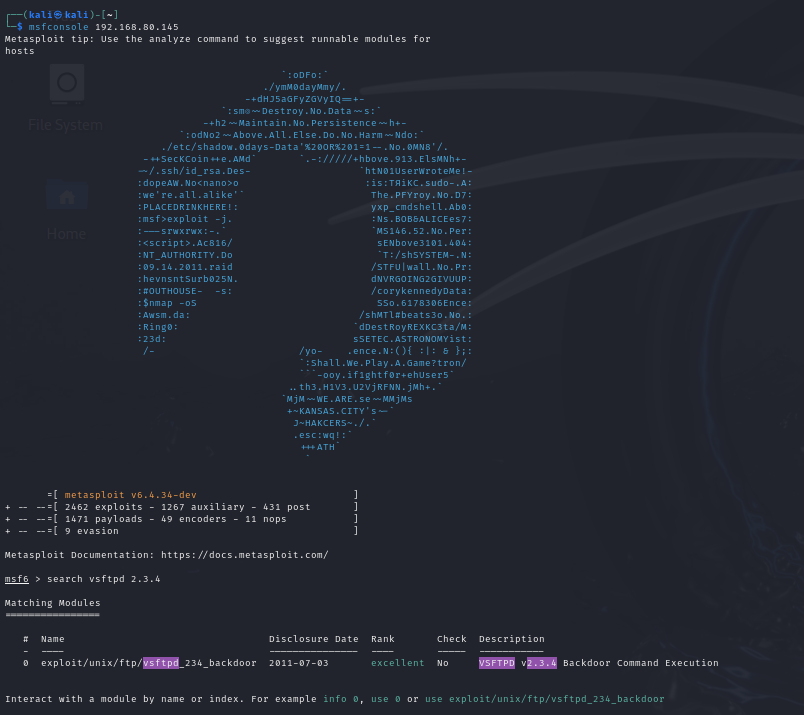 ┌──(kali㉿kali)-[~]
└─$ msfconsole 192.168.80.145
Metasploit tip: Use the analyze command to suggest runnable modules for
hosts
`:oDFo:`
./ymM0dayMmy/.
-+dHJ5aGFyZGVyIQ==+-
`:sm⊙~~Destroy.No.Data~~s:`
-+h2~~Maintain.No.Persistence~~h+-
`:odNo2~~Above.All.Else.Do.No.Harm~~Ndo:`
./etc/shadow.0days-Data'%20OR%201=1--.No.0MN8'/.
-++SecKCoin++e.AMd` `.-://///+hbove.913.ElsMNh+-
~~/.ssh/id_rsa.Des- `htN01UserWroteMe!-
:dopeAW.No<nano>o :is:TЯiKC.sudo-.A:
:we're.all.alike'` The.PFYroy.No.D7:
:PLACEDRINKHERE!: yxp_cmdshell.Ab0:
:msf>exploit -j. :Ns.BOB&ALICEes7:
:---srwxrwx:-.` `MS146.52.No.Per:
:<script>.Ac816/ sENbove3101.404:
:NT_AUTHORITY.Do `T:/shSYSTEM-.N:
:09.14.2011.raid /STFU|wall.No.Pr:
:hevnsntSurb025N. dNVRGOING2GIVUUP:
:#OUTHOUSE- -s: /corykennedyData:
:$nmap -oS SSo.6178306Ence:
:Awsm.da: /shMTl#beats3o.No.:
:Ring0: `dDestRoyREXKC3ta/M:
:23d: sSETEC.ASTRONOMYist:
/- /yo- .ence.N:(){ :|: & };:
`:Shall.We.Play.A.Game?tron/
```-ooy.if1ghtf0r+ehUser5`
..th3.H1V3.U2VjRFNN.jMh+.`
`MjM~~WE.ARE.se~~MMjMs
+~KANSAS.CITY's~-`
J~HAKCERS~./.`
.esc:wq!:`
+++ATH`
`
File System
Home
=[ metasploit v6.4.34-dev ]
+ -- --=[ 2462 exploits - 1267 auxiliary - 431 post ]
+ -- --=[ 1471 payloads - 49 encoders - 11 nops ]
+ -- --=[ 9 evasion ]
Metasploit Documentation: https://docs.metasploit.com/
msf6 > search vsftpd 2.3.4
Matching Modules
================
# Name Disclosure Date Rank Check Description
- ---- --------------- ---- ----- -----------
0 exploit/unix/ftp/vsftpd_234_backdoor 2011-07-03 excellent No VSFTPD v2.3.4 Backdoor Command Execution
Interact with a module by name or index. For example info 0, use 0 or use exploit/unix/ftp/vsftpd_234_backdoor